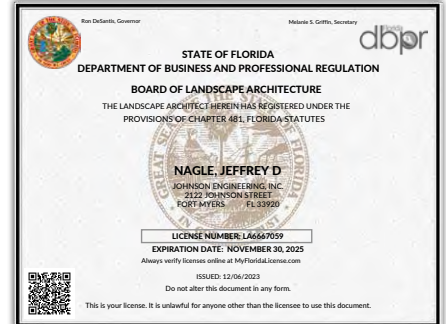 Ron DeSantis, Governor
Melanie S. Griffin, Secretary
Florida
dbpr
STATE OF FLORIDA
DEPARTMENT OF BUSINESS AND PROFESSIONAL REGULATION
BOARD OF LANDSCAPE ARCHITECTURE
THE LANDSCAPE ARCHITECT HEREIN HAS REGISTERED UNDER THE
PROVISIONS OF CHAPTER 481, FLORIDA STATUTES
NAGLE, JEFFREY D
JOHNSON ENGINEERING, INC.
2122 JOHNSON STREET
FORT MYERS FL 33920
LICENSE NUMBER: LA6667059
EXPIRATION DATE: NOVEMBER 30, 2025
Always verify licenses online at MyFloridaLicense.com
ISSUED: 12/06/2023
Do not alter this document in any form.
This is your license. It is unlawful for anyone other than the licensee to use this document.